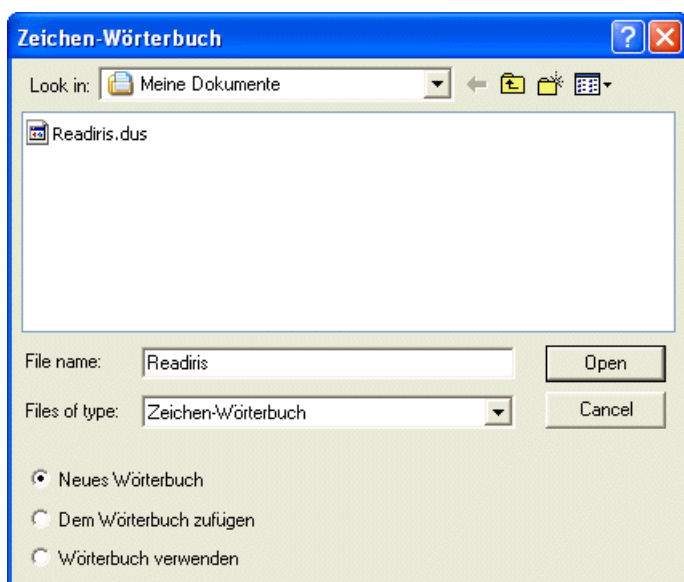 Zeichen-Wörterbuch
Look in: Meine Dokumente
Readiris.dus
File name: Readiris Open
Files of type: Zeichen-Wörterbuch Cancel
Neues Wörterbuch
Dem Wörterbuch zufügen
Wörterbuch verwenden